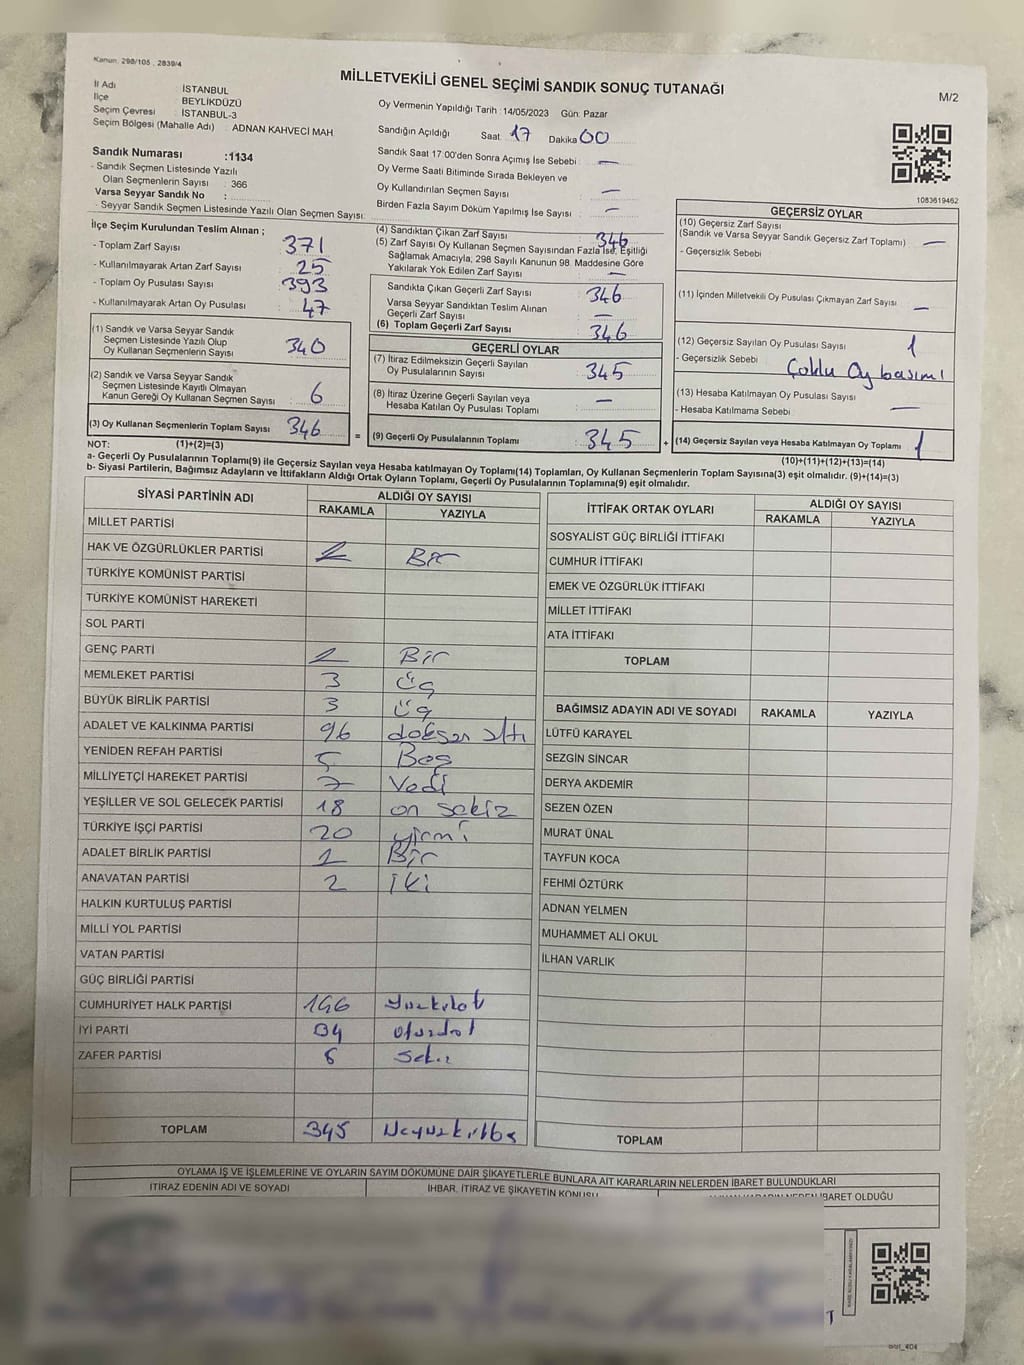 Kanun. 298/105 , 2839/4
MİLLETVEKİLİ GENEL SEÇİMİ SANDIK SONUÇ TUTANAĞI
M/2
İl Adı İSTANBUL
İlçe BEYLİKDÜZÜ
Seçim Çevresi : İSTANBUL-3
Seçim Bölgesi (Mahalle Adı) : ADNAN KAHVECİ MAH.
Sandık Numarası :1134
- Sandık Seçmen Listesinde Yazılı
Olan Seçmenlerin Sayısı : 366
Varsa Seyyar Sandık No :
- Seyyar Sandık Seçmen Listesinde Yazılı Olan Seçmen Sayısı:
Oy Vermenin Yapıldığı Tarih : 14/05/2023 Gün: Pazar
Sandığın Açıldığı Saat: 17 Dakika 00
Sandık Saat 17:00'den Sonra Açımış İse Sebebi : —
Oy Verme Saati Bitiminde Sırada Bekleyen ve
Oy Kullandırılan Seçmen Sayısı : —
Birden Fazla Sayım Döküm Yapılmış İse Sayısı : —
1083619462
İlçe Seçim Kurulundan Teslim Alınan ;
- Toplam Zarf Sayısı : 371
- Kullanılmayarak Artan Zarf Sayısı : 25
- Toplam Oy Pusulası Sayısı : 393
- Kullanılmayarak Artan Oy Pusulası : 47
(1) Sandık ve Varsa Seyyar Sandık
Seçmen Listesinde Yazılı Olup
Oy Kullanan Seçmenlerin Sayısı : 340
(2) Sandık ve Varsa Seyyar Sandık
Seçmen Listesinde Kayıtlı Olmayan
Kanun Gereği Oy Kullanan Seçmen Sayısı : 6
(3) Oy Kullanan Seçmenlerin Toplam Sayısı : 346
(4) Sandıktan Çıkan Zarf Sayısı : 346
(5) Zarf Sayısı Oy Kullanan Seçmen Sayısından Fazla İse, Eşitliği
Sağlamak Amacıyla, 298 Sayılı Kanunun 98. Maddesine Göre
Yakılarak Yok Edilen Zarf Sayısı : —
Sandıkta Çıkan Geçerli Zarf Sayısı : 346
Varsa Seyyar Sandıktan Teslim Alınan
Geçerli Zarf Sayısı : —
(6) Toplam Geçerli Zarf Sayısı : 346
GEÇERLİ OYLAR
(7) İtiraz Edilmeksizin Geçerli Sayılan
Oy Pusulalarının Sayısı : 345
(8) İtiraz Üzerine Geçerli Sayılan veya
Hesaba Katılan Oy Pusulası Toplamı : —
= (9) Geçerli Oy Pusulalarının Toplamı : 345 +
GEÇERSİZ OYLAR
(10) Geçersiz Zarf Sayısı
(Sandık ve Varsa Seyyar Sandık Geçersiz Zarf Toplamı) : —
- Geçersizlik Sebebi :
(11) İçinden Milletvekili Oy Pusulası Çıkmayan Zarf Sayısı : —
(12) Geçersiz Sayılan Oy Pusulası Sayısı : 1
- Geçersizlik Sebebi : Çoklu Oy basımı
(13) Hesaba Katılmayan Oy Pusulası Sayısı : —
- Hesaba Katılmama Sebebi :
(14) Geçersiz Sayılan veya Hesaba Katılmayan Oy Toplamı : 1
NOT: (1)+(2)=(3)
(10)+(11)+(12)+(13)=(14)
a- Geçerli Oy Pusulalarının Toplamı(9) ile Geçersiz Sayılan veya Hesaba katılmayan Oy Toplamı(14) Toplamları, Oy Kullanan Seçmenlerin Toplam Sayısına(3) eşit olmalıdır. (9)+(14)=(3)
b- Siyasi Partilerin, Bağımsız Adayların ve İttifakların Aldığı Ortak Oyların Toplamı, Geçerli Oy Pusulalarının Toplamına(9) eşit olmalıdır.
SİYASİ PARTİNİN ADI ALDIĞI OY SAYISI
RAKAMLA YAZIYLA
MİLLET PARTİSİ
HAK VE ÖZGÜRLÜKLER PARTİSİ 1 Bir
TÜRKİYE KOMÜNİST PARTİSİ
TÜRKİYE KOMÜNİST HAREKETİ
SOL PARTİ
GENÇ PARTİ 1 Bir
MEMLEKET PARTİSİ 3 üç
BÜYÜK BİRLİK PARTİSİ 3 üç
ADALET VE KALKINMA PARTİSİ 96 doksan altı
YENİDEN REFAH PARTİSİ 5 Beş
MİLLİYETÇİ HAREKET PARTİSİ 7 Yedi
YEŞİLLER VE SOL GELECEK PARTİSİ 18 on sekiz
TÜRKİYE İŞÇİ PARTİSİ 20 yirmi
ADALET BİRLİK PARTİSİ 1 Bir
ANAVATAN PARTİSİ 2 iki
HALKIN KURTULUŞ PARTİSİ
MİLLİ YOL PARTİSİ
VATAN PARTİSİ
GÜÇ BİRLİĞİ PARTİSİ
CUMHURİYET HALK PARTİSİ
İYİ PARTİ 34
ZAFER PARTİSİ
TOPLAM 345
İTTİFAK ORTAK OYLARI ALDIĞI OY SAYISI
RAKAMLA YAZIYLA
SOSYALİST GÜÇ BİRLİĞİ İTTİFAKI
CUMHUR İTTİFAKI
EMEK VE ÖZGÜRLÜK İTTİFAKI
MİLLET İTTİFAKI
ATA İTTİFAKI
TOPLAM
BAĞIMSIZ ADAYIN ADI VE SOYADI RAKAMLA YAZIYLA
LÜTFÜ KARAYEL
SEZGİN SİNCAR
DERYA AKDEMİR
SEZEN ÖZEN
MURAT ÜNAL
TAYFUN KOCA
FEHMİ ÖZTÜRK
ADNAN YELMEN
MUHAMMET ALİ OKUL
İLHAN VARLIK
TOPLAM
OYLAMA İŞ VE İŞLEMLERİNE VE OYLARIN SAYIM DÖKÜMÜNE DAİR ŞİKAYETLERLE BUNLARA AİT KARARLARIN NELERDEN İBARET BULUNDUKLARI
İTİRAZ EDENİN ADI VE SOYADI İHBAR, İTİRAZ VE ŞİKAYETİN KONUSU İBARET OLDUĞU